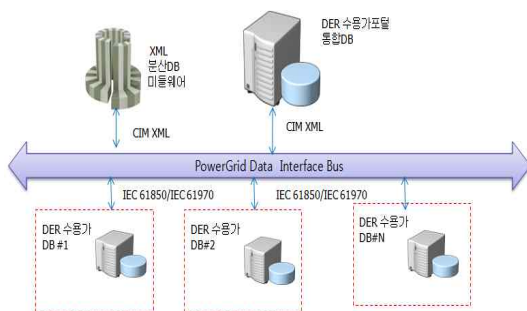 XML
분산DB
미들웨어
DER 수용가포털
통합DB
CIM XML
CIM XML
PowerGrid Data Interface Bus
IEC 61850/IEC 61970
IEC 61850/IEC 61970
DER 수용가
DB #1
DER 수용가
DB#2
DER 수용가
DB#N